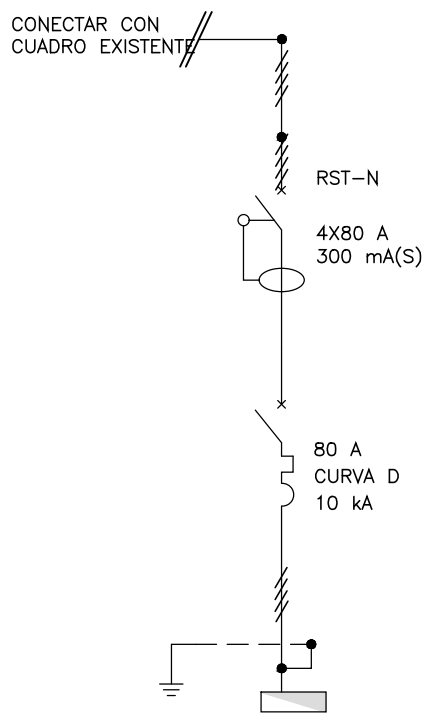 CONECTAR CON
CUADRO EXISTENTE
RST-N
4X80 A
300 mA(S)
80 A
CURVA D
10 kA